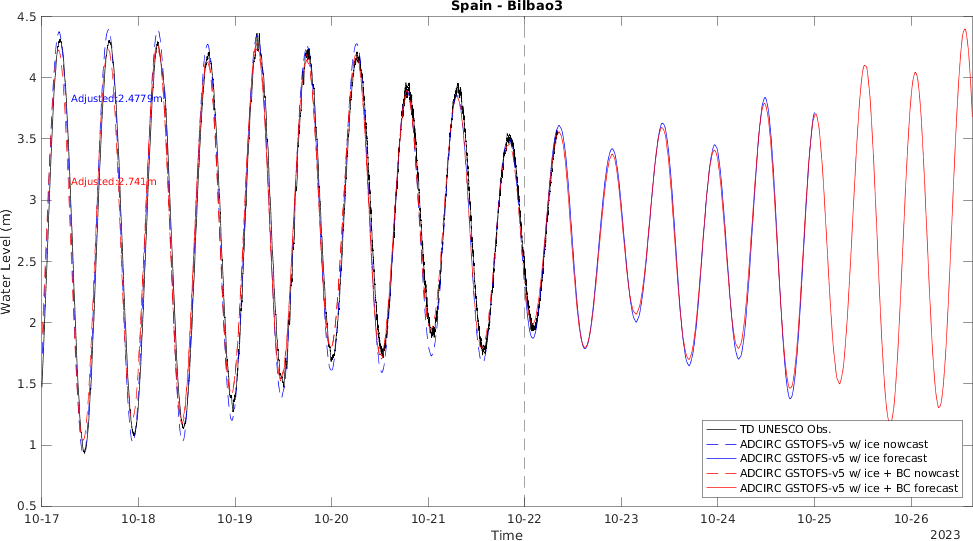 Spain - Bilbao3
4.5
4
3.5
3
2.5
2
1.5
1
0.5
Water Level (m)
Adjusted:2.4779m
Adjusted:2.741m
TD UNESCO Obs.
ADCIRC GSTOFS-v5 w/ ice nowcast
ADCIRC GSTOFS-v5 w/ ice forecast
ADCIRC GSTOFS-v5 w/ ice + BC nowcast
ADCIRC GSTOFS-v5 w/ ice + BC forecast
10-17 10-18 10-19 10-20 10-21 10-22 10-23 10-24 10-25 10-26
Time
2023